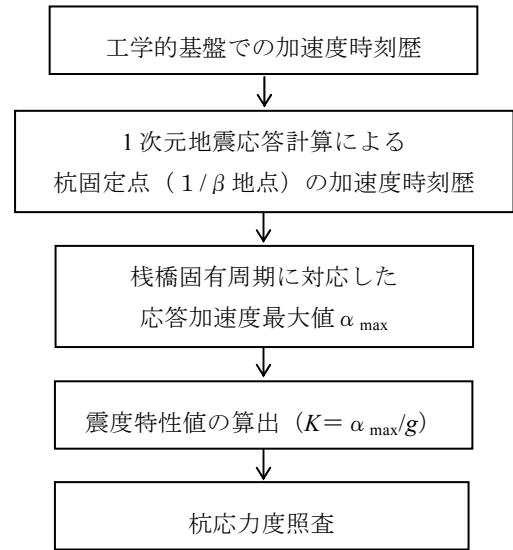 工学的基盤での加速度時刻歴
1次元地震応答計算による
杭固定点（1/β地点）の加速度時刻歴
桟橋固有周期に対応した
応答加速度最大値α max
震度特性値の算出（K＝α max/g）
杭応力度照査